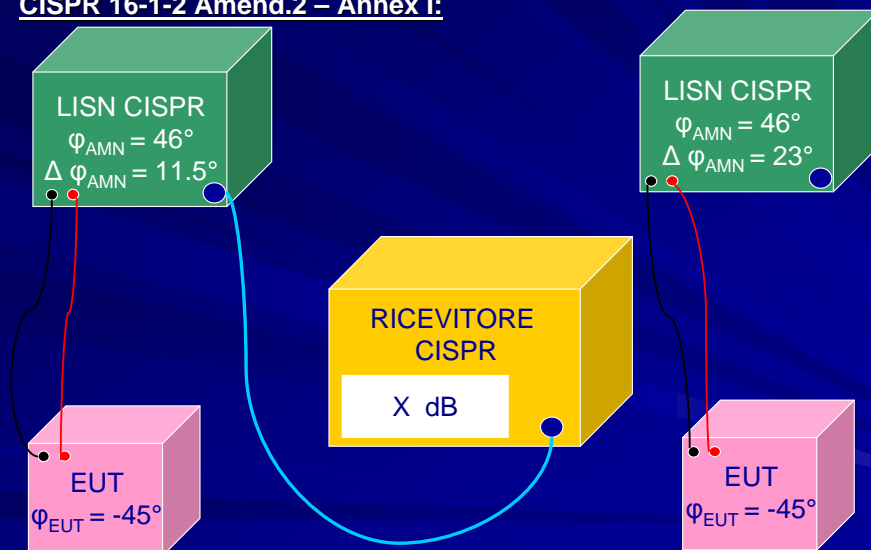 CISPR 16-1-2 Amend.2 – Annex I:
LISN CISPR
φAMN = 46°
Δ φAMN = 11.5°
LISN CISPR
φAMN = 46°
Δ φAMN = 23°
RICEVITORE
CISPR
X dB
EUT
φEUT = -45°
EUT
φEUT = -45°